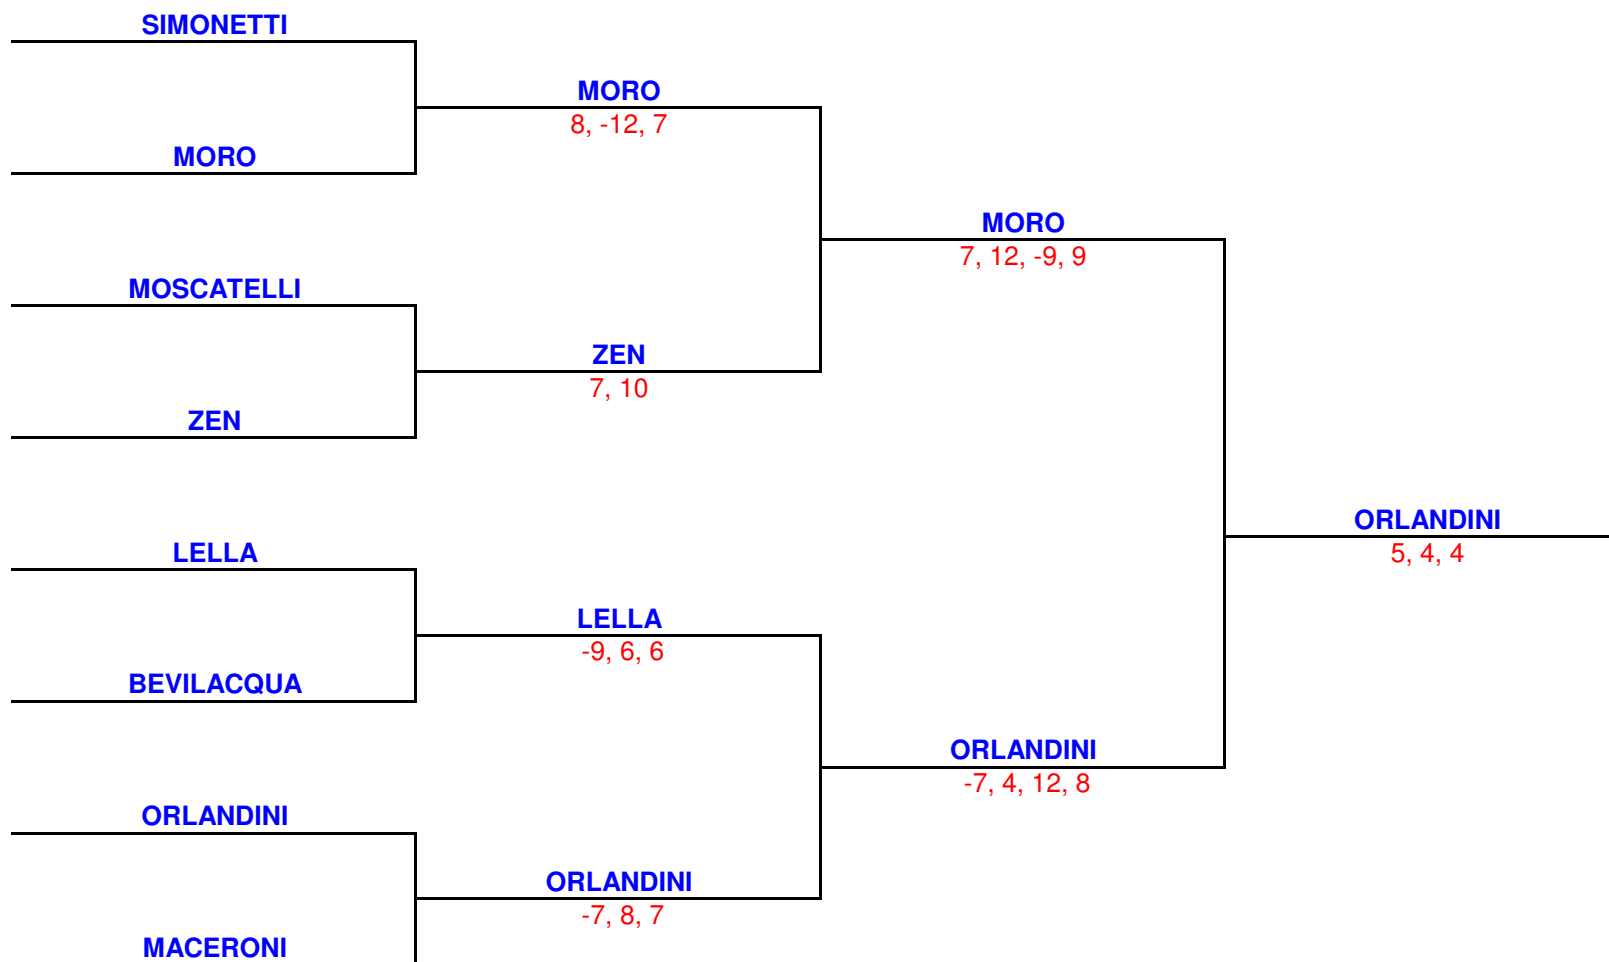 SIMONETTI
MORO
8, -12, 7
MORO
MORO
7, 12, -9, 9
MOSCATELLI
ZEN
7, 10
ZEN
ORLANDINI
5, 4, 4
LELLA
LELLA
-9, 6, 6
BEVILACQUA
ORLANDINI
-7, 4, 12, 8
ORLANDINI
ORLANDINI
-7, 8, 7
MACERONI